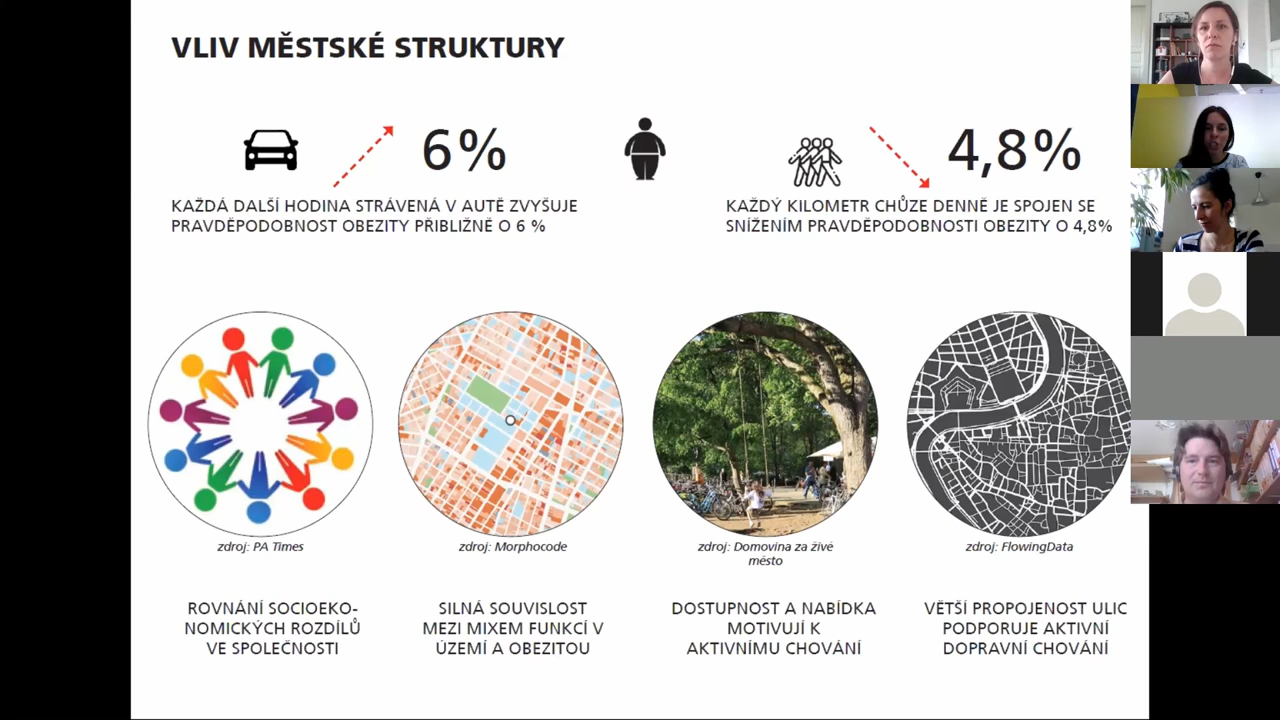 VLIV MĚSTSKÉ STRUKTURY
6%
4,8%
KAŽDÁ DALŠÍ HODINA STRÁVENÁ V AUTĚ ZVYŠUJE
PRAVDĚPODOBNOST OBEZITY PŘIBLIŽNĚ O 6 %
KAŽDÝ KILOMETR CHŮZE DENNĚ JE SPOJEN SE
SNÍŽENÍM PRAVDĚPODOBNOSTI OBEZITY O 4,8%
zdroj: PA Times
zdroj: Morphocode
zdroj: Domovina za živé
město
zdroj: FlowingData
ROVNÁNÍ SOCIOEKO-
NOMICKÝCH ROZDÍLŮ
VE SPOLEČNOSTI
SILNÁ SOUVISLOST
MEZI MIXEM FUNKCÍ V
ÚZEMÍ A OBEZITOU
DOSTUPNOST A NABÍDKA
MOTIVUJÍ K
AKTIVNÍMU CHOVÁNÍ
VĚTŠÍ PROPOJENOST ULIC
PODPORUJE AKTIVNÍ
DOPRAVNÍ CHOVÁNÍ